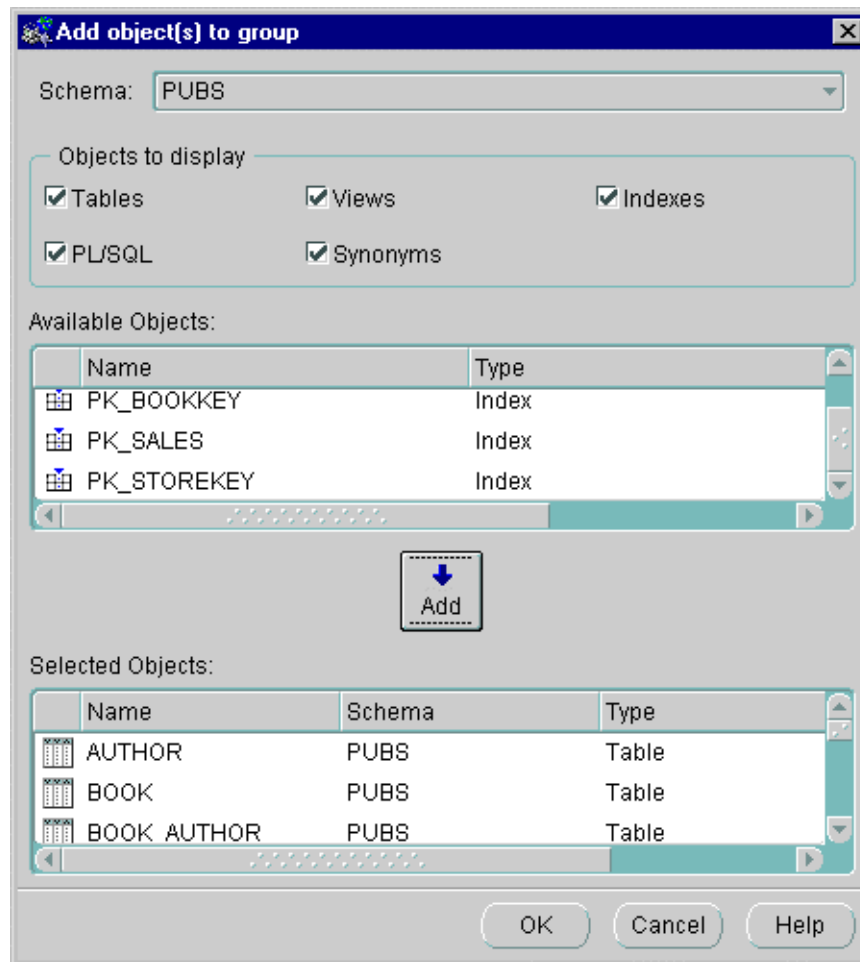 Add object(s) to group
Schema: PUBS
Objects to display
Tables Views Indexes
PL/SQL Synonyms
Available Objects:
Name Type
PK_BOOKKEY Index
PK_SALES Index
PK_STOREKEY Index
Add
Selected Objects:
Name Schema Type
AUTHOR PUBS Table
BOOK PUBS Table
BOOK_AUTHOR PUBS Table
OK Cancel Help